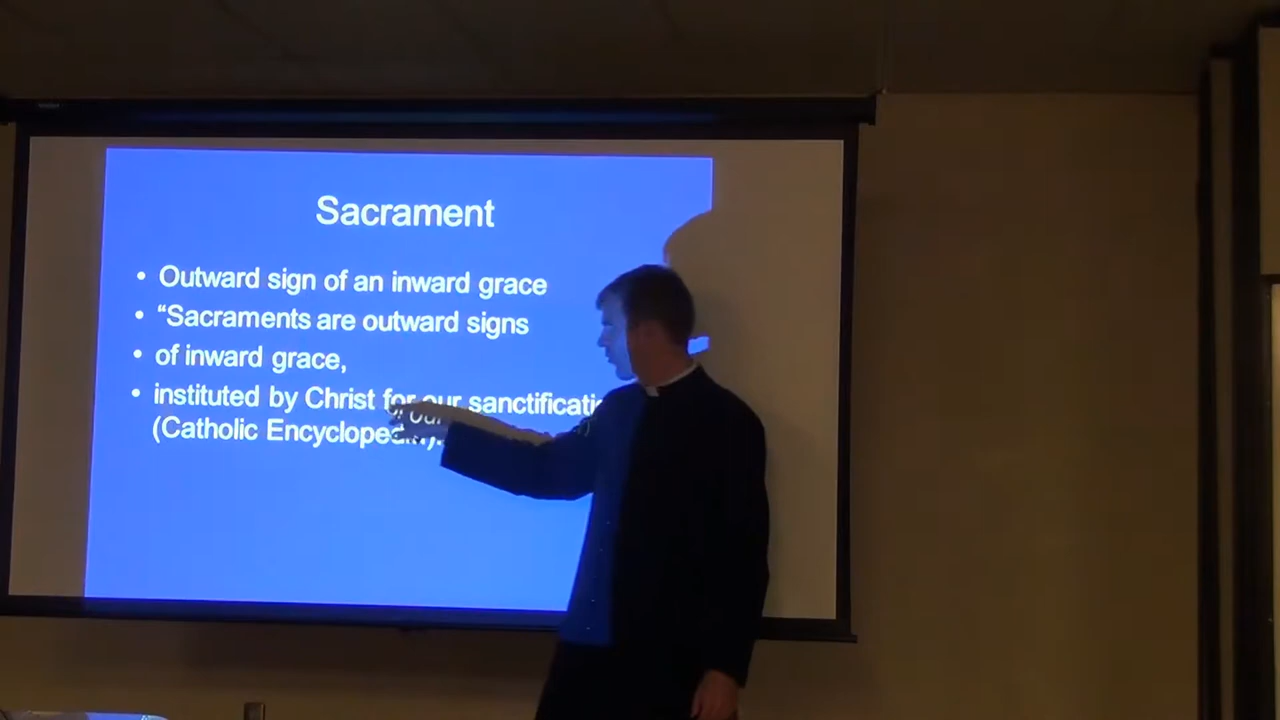 Sacrament
• Outward sign of an inward grace
• “Sacraments are outward signs
• of inward grace,
• instituted by Christ for our
(Catholic